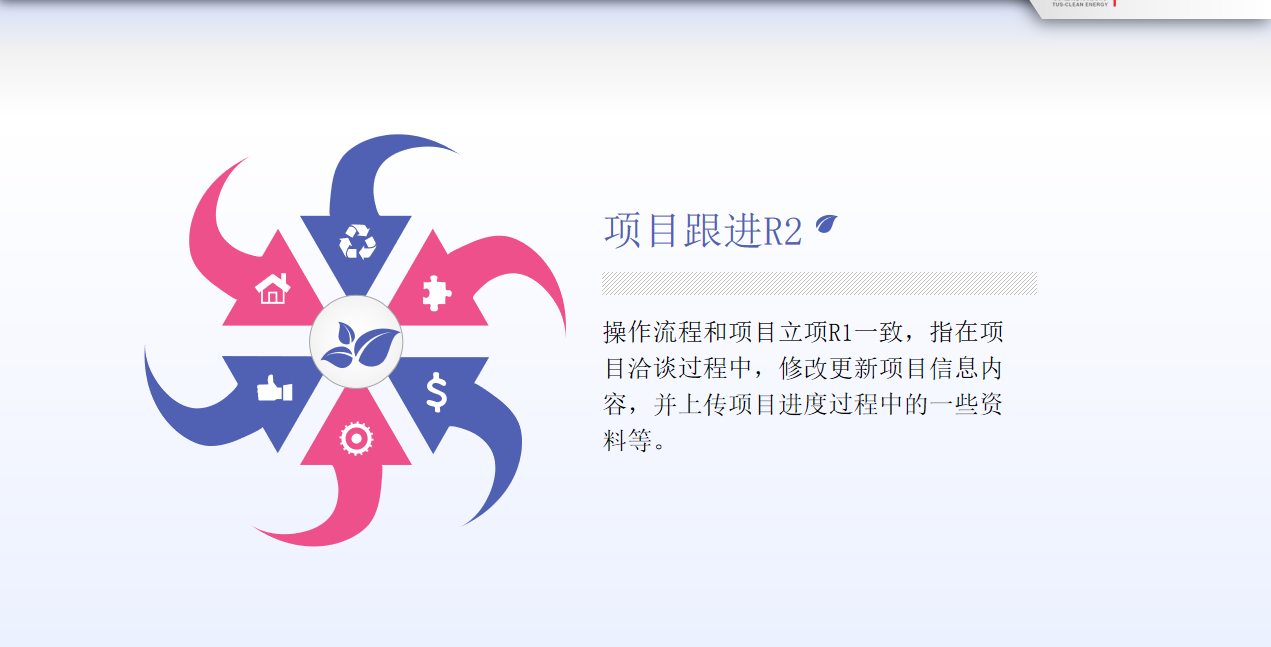 TUS-CLEAN ENERGY
项目跟进R2
操作流程和项目立项R1一致，指在项
目洽谈过程中，修改更新项目信息内
容，并上传项目进度过程中的一些资
料等。